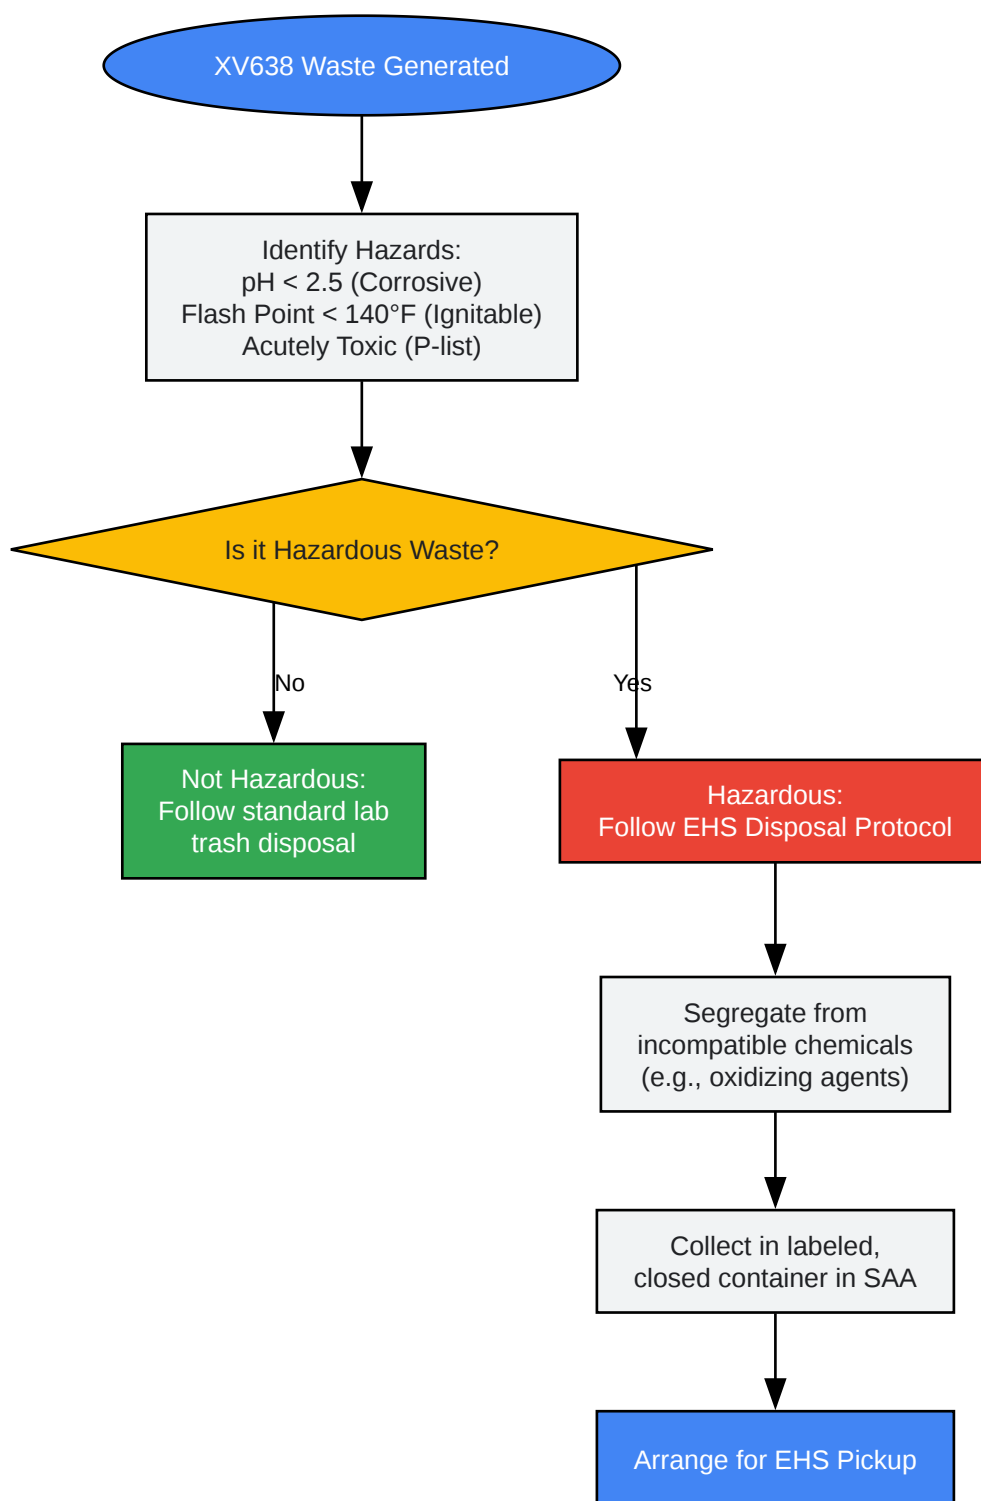 XV638 Waste Generated
Identify Hazards:
pH < 2.5 (Corrosive)
Flash Point < 140°F (Ignitable)
Acutely Toxic (P-list)
Is it Hazardous Waste?
No
Yes
Not Hazardous:
Follow standard lab
trash disposal
Hazardous:
Follow EHS Disposal Protocol
Segregate from
incompatible chemicals
(e.g., oxidizing agents)
Collect in labeled,
closed container in SAA
Arrange for EHS Pickup